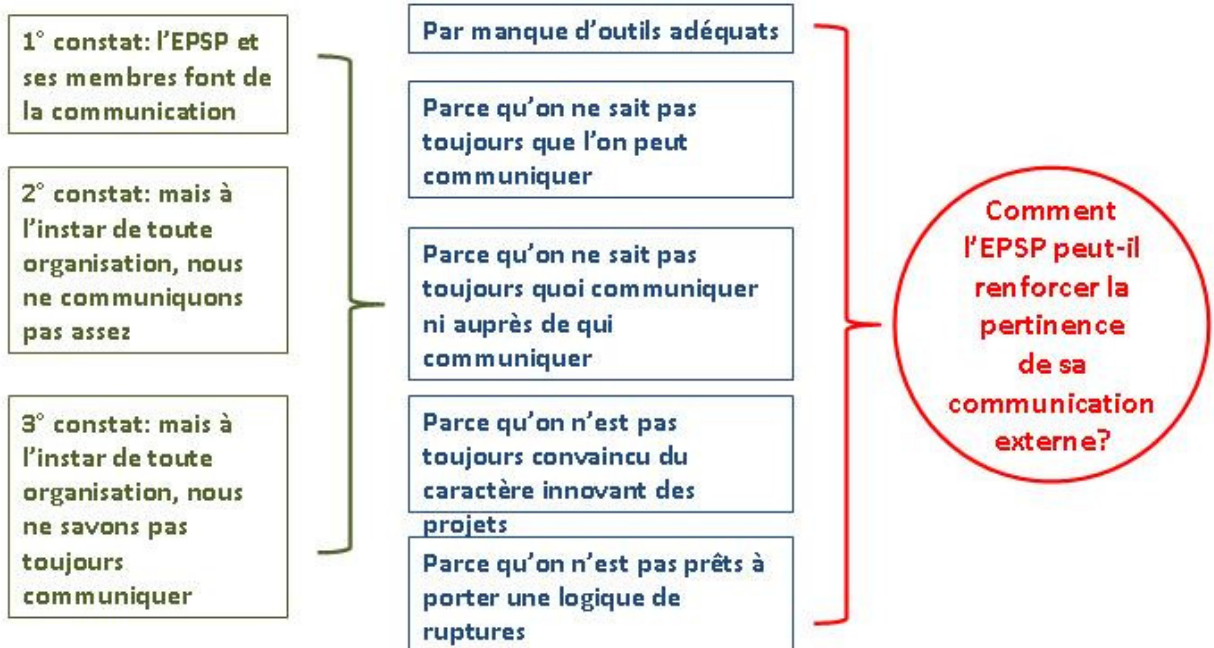 1° constat: l'EPSP et
ses membres font de
la communication
2° constat: mais à
l'instar de toute
organisation, nous
ne communiquons
pas assez
3° constat: mais à
l'instar de toute
organisation, nous
ne savons pas
toujours
communiquer
Par manque d'outils adéquats
Parce qu'on ne sait pas
toujours que l'on peut
communiquer
Parce qu'on ne sait pas
toujours quoi communiquer
ni auprès de qui
communiquer
Parce qu'on n'est pas
toujours convaincu du
caractère innovant des
projets
Parce qu'on n'est pas prêts à
porter une logique de
ruptures
Comment
l'EPSP peut-il
renforcer la
pertinence
de sa
communication
externe?